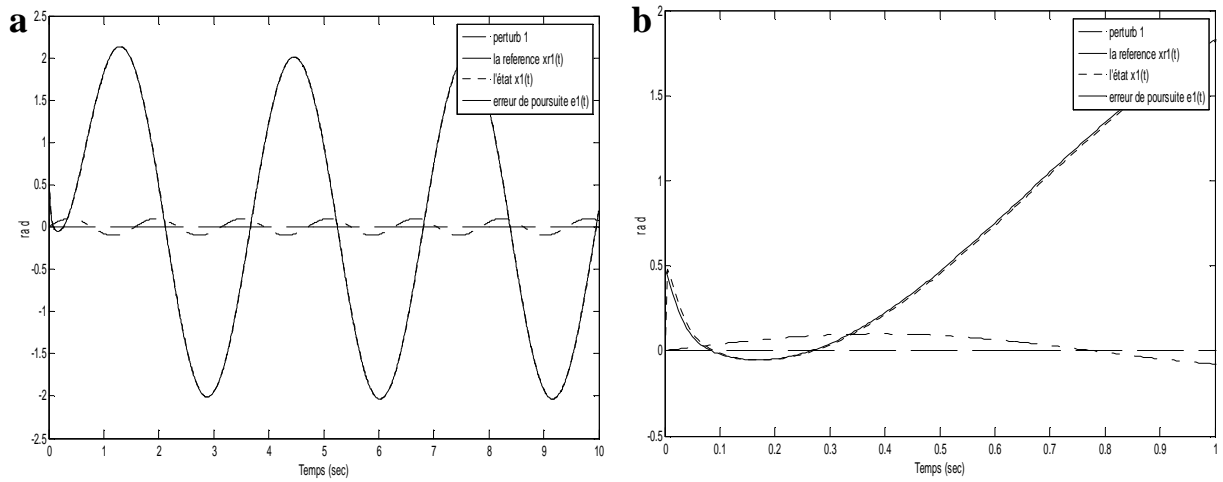 a
2.5
2
1.5
1
0.5
0
-0.5
-1
-1.5
-2
-2.5
rad
0 1 2 3 4 5 6 7 8 9 10
Temps (sec)
perturb 1
la reference xr1(t)
l'état x1(t)
erreur de poursuite e1(t)
b
2
1.5
1
0.5
0
-0.5
rad
0 0.1 0.2 0.3 0.4 0.5 0.6 0.7 0.8 0.9 1
Temps (sec)
perturb 1
la reference xr1(t)
l'état x1(t)
erreur de poursuite e1(t)